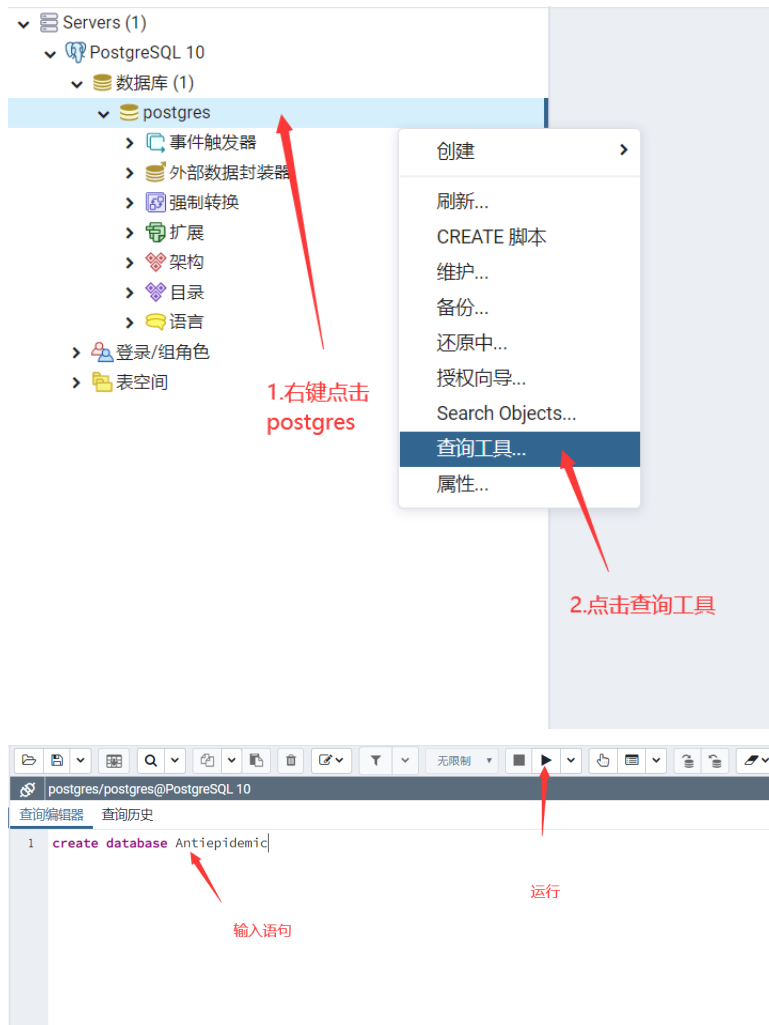 Servers (1)
PostgreSQL 10
数据库 (1)
postgres
事件触发器
外部数据封装器
强制转换
扩展
架构
目录
语言
登录/组角色
表空间
创建
刷新...
CREATE 脚本
维护...
备份...
还原中...
授权向导...
Search Objects...
查询工具...
属性...
1.右键点击
postgres
2.点击查询工具
无限制
postgres/postgres@PostgreSQL 10
查询编辑器 查询历史
1 create database Antiepidemic
运行
输入语句